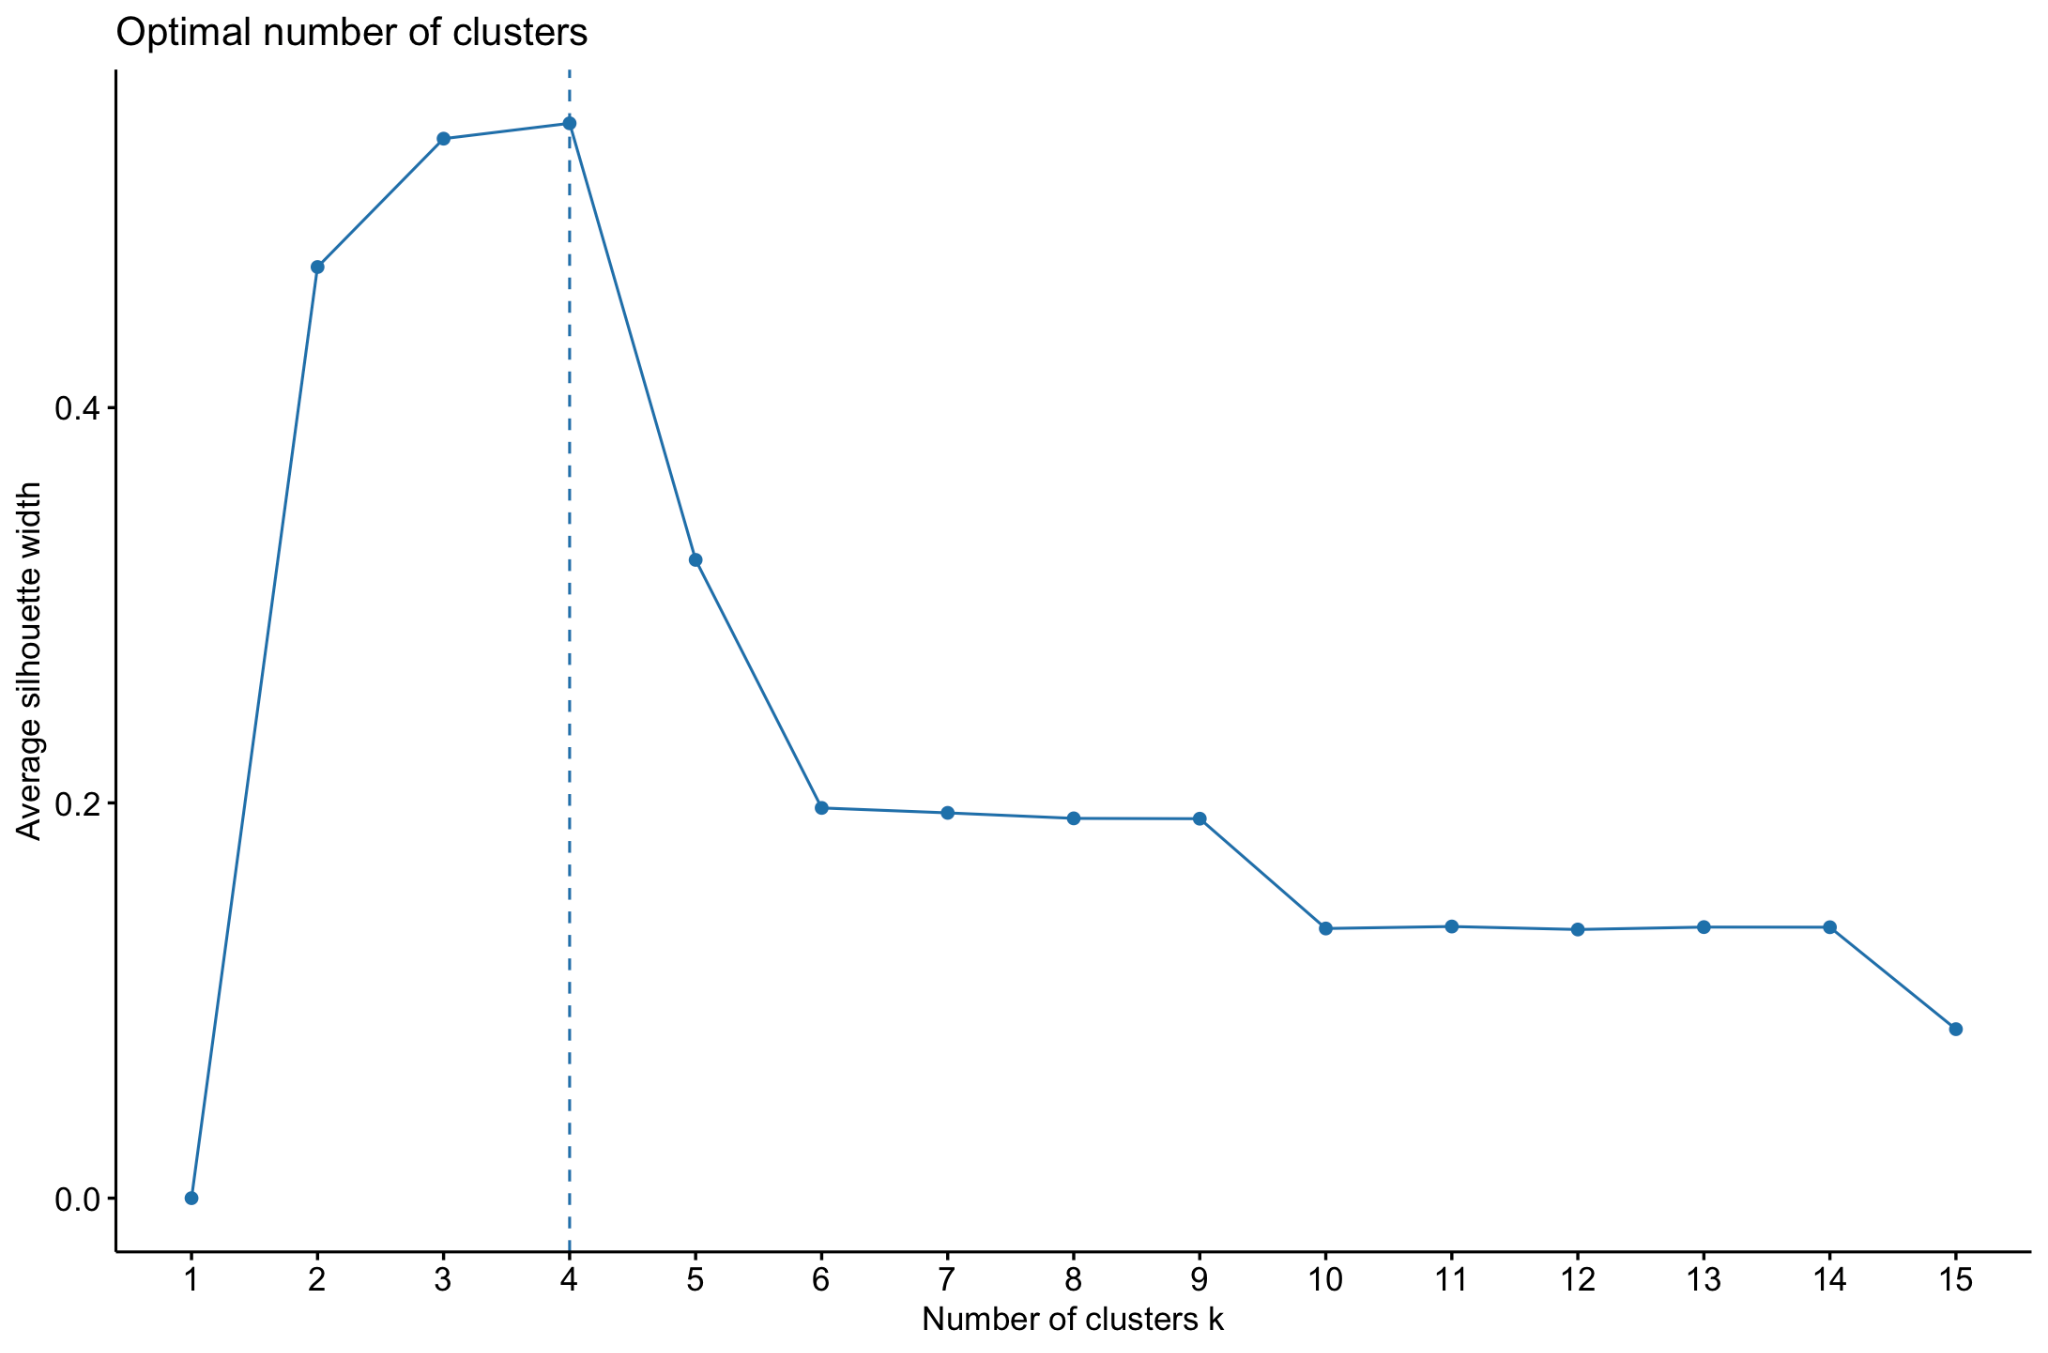 Optimal number of clusters
Average silhouette width
0.4
0.2
0.0
1 2 3 4 5 6 7 8 9 10 11 12 13 14 15
Number of clusters k